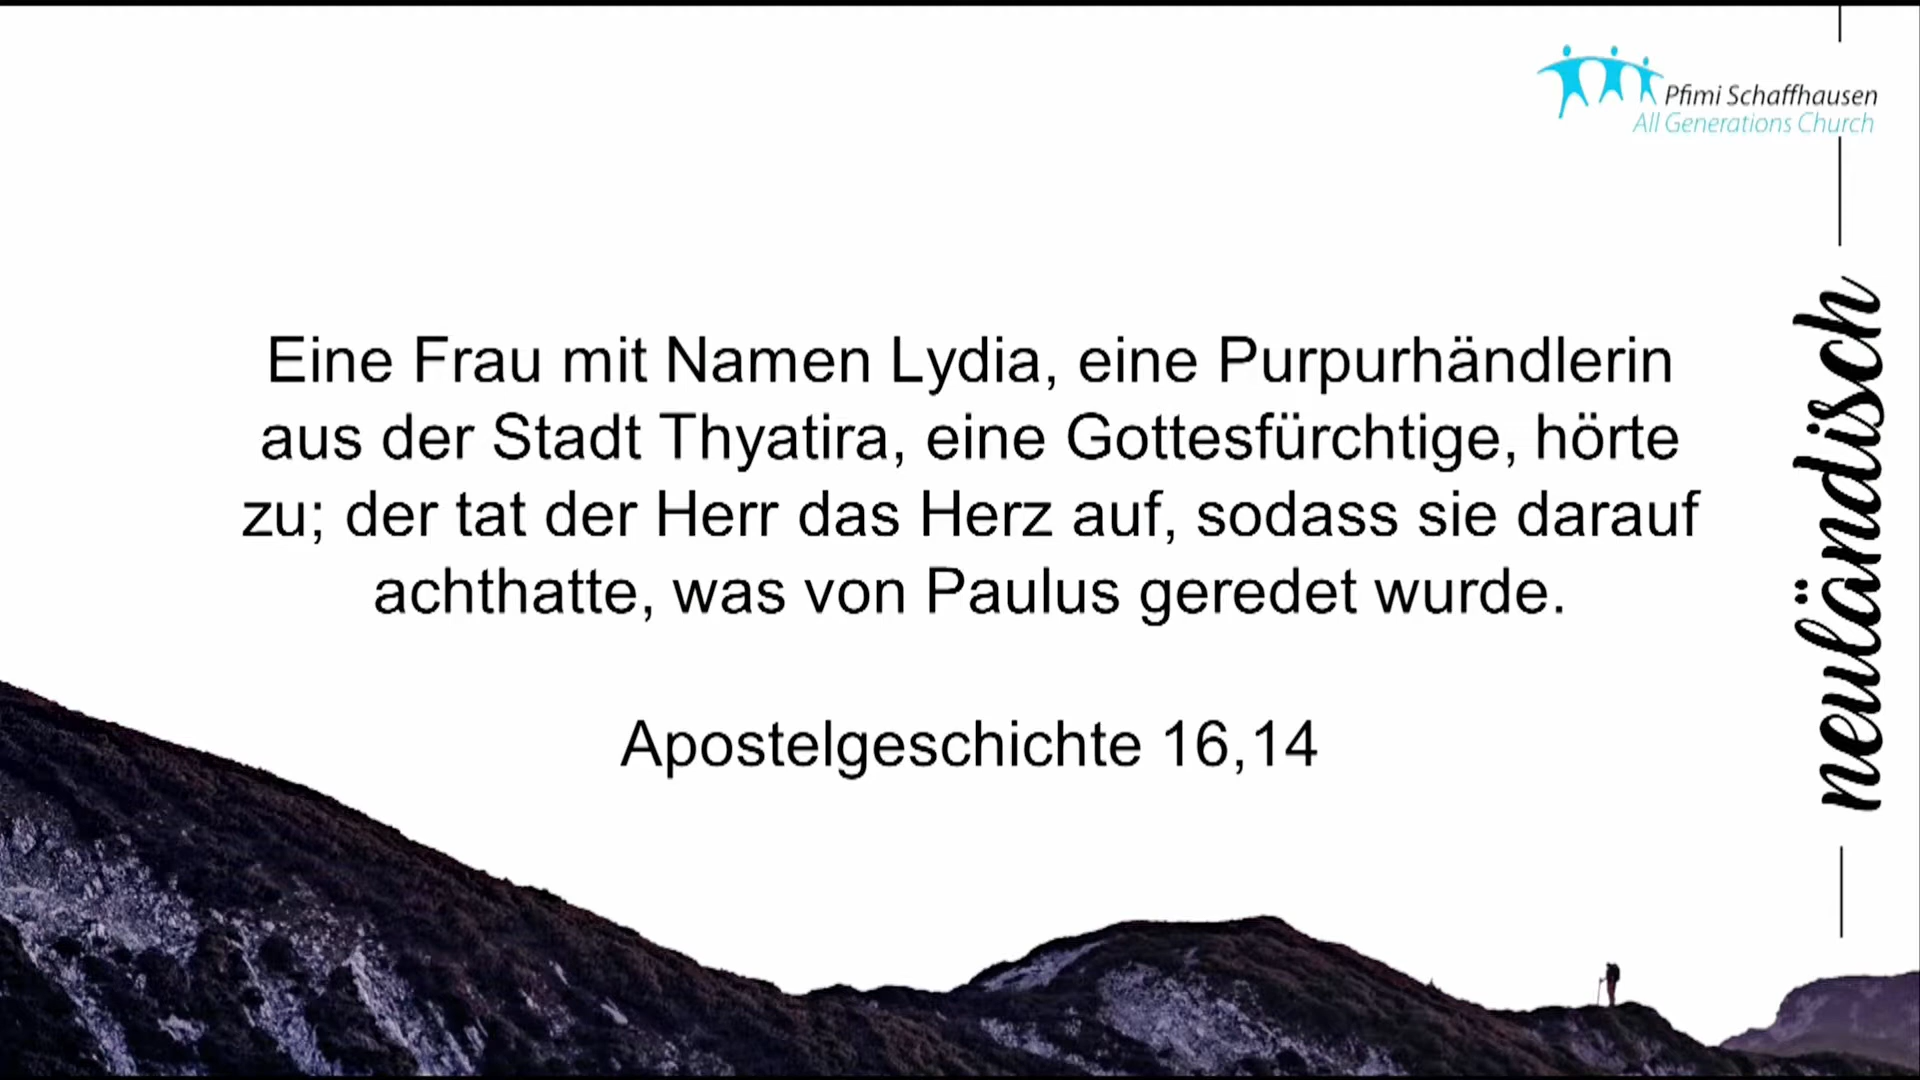 Pfimi Schaffhausen
All Generations Church
Eine Frau mit Namen Lydia, eine Purpurhändlerin
aus der Stadt Thyatira, eine Gottesfürchtige, hörte
zu; der tat der Herr das Herz auf, sodass sie darauf
achthatte, was von Paulus geredet wurde.
Apostelgeschichte 16,14
neuländisch